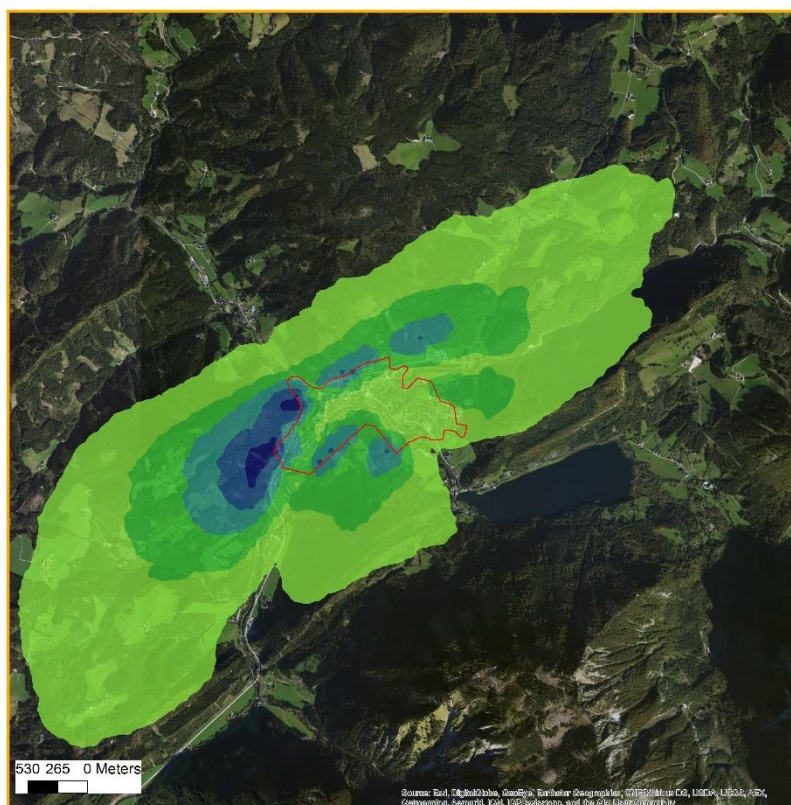 530 265 0 Meters
Source: Esri, DigitalGlobe, GeoEye, Earthstar Geographics, CNES/Airbus DS, USDA, USGS, AEX,
Getmapping, Aerogrid, IGN, IGP, swisstopo, and the GIS User Community